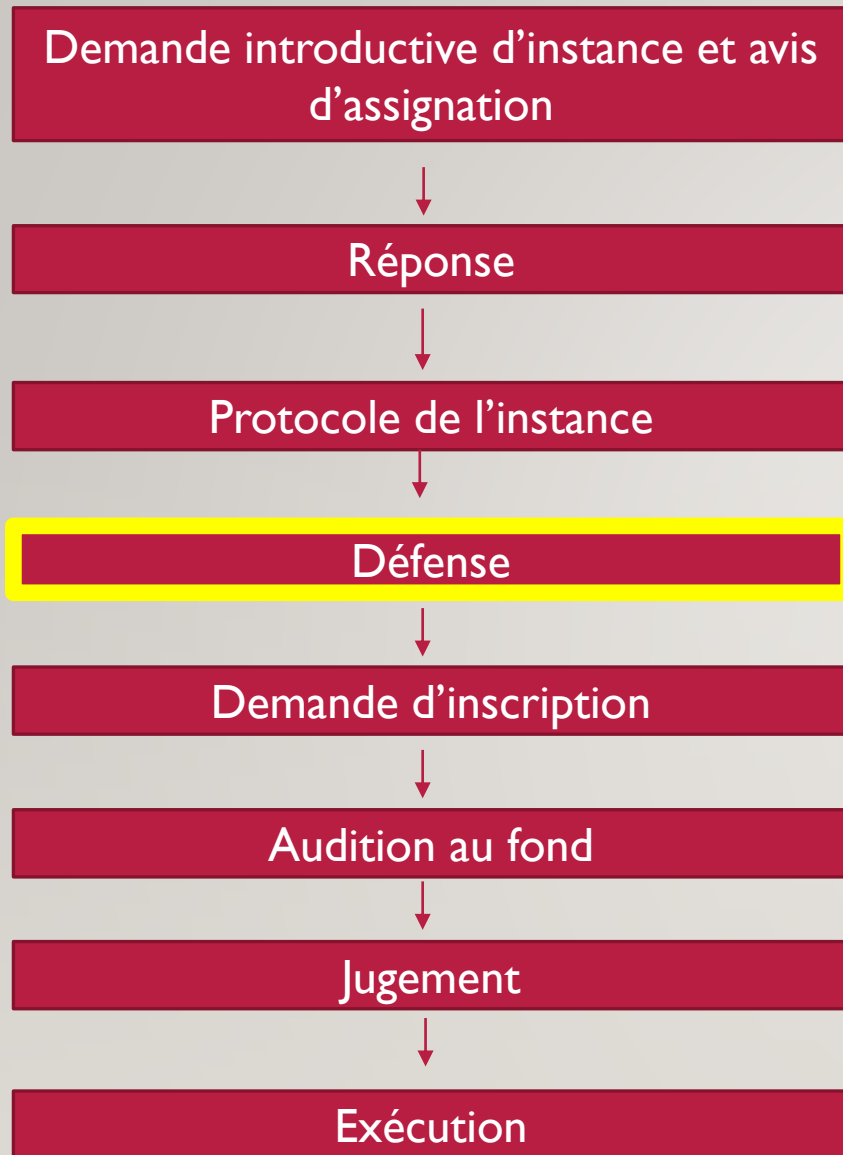 Demande introductive d’instance et avis
d’assignation
Réponse
Protocole de l’instance
Défense
Demande d’inscription
Audition au fond
Jugement
Exécution